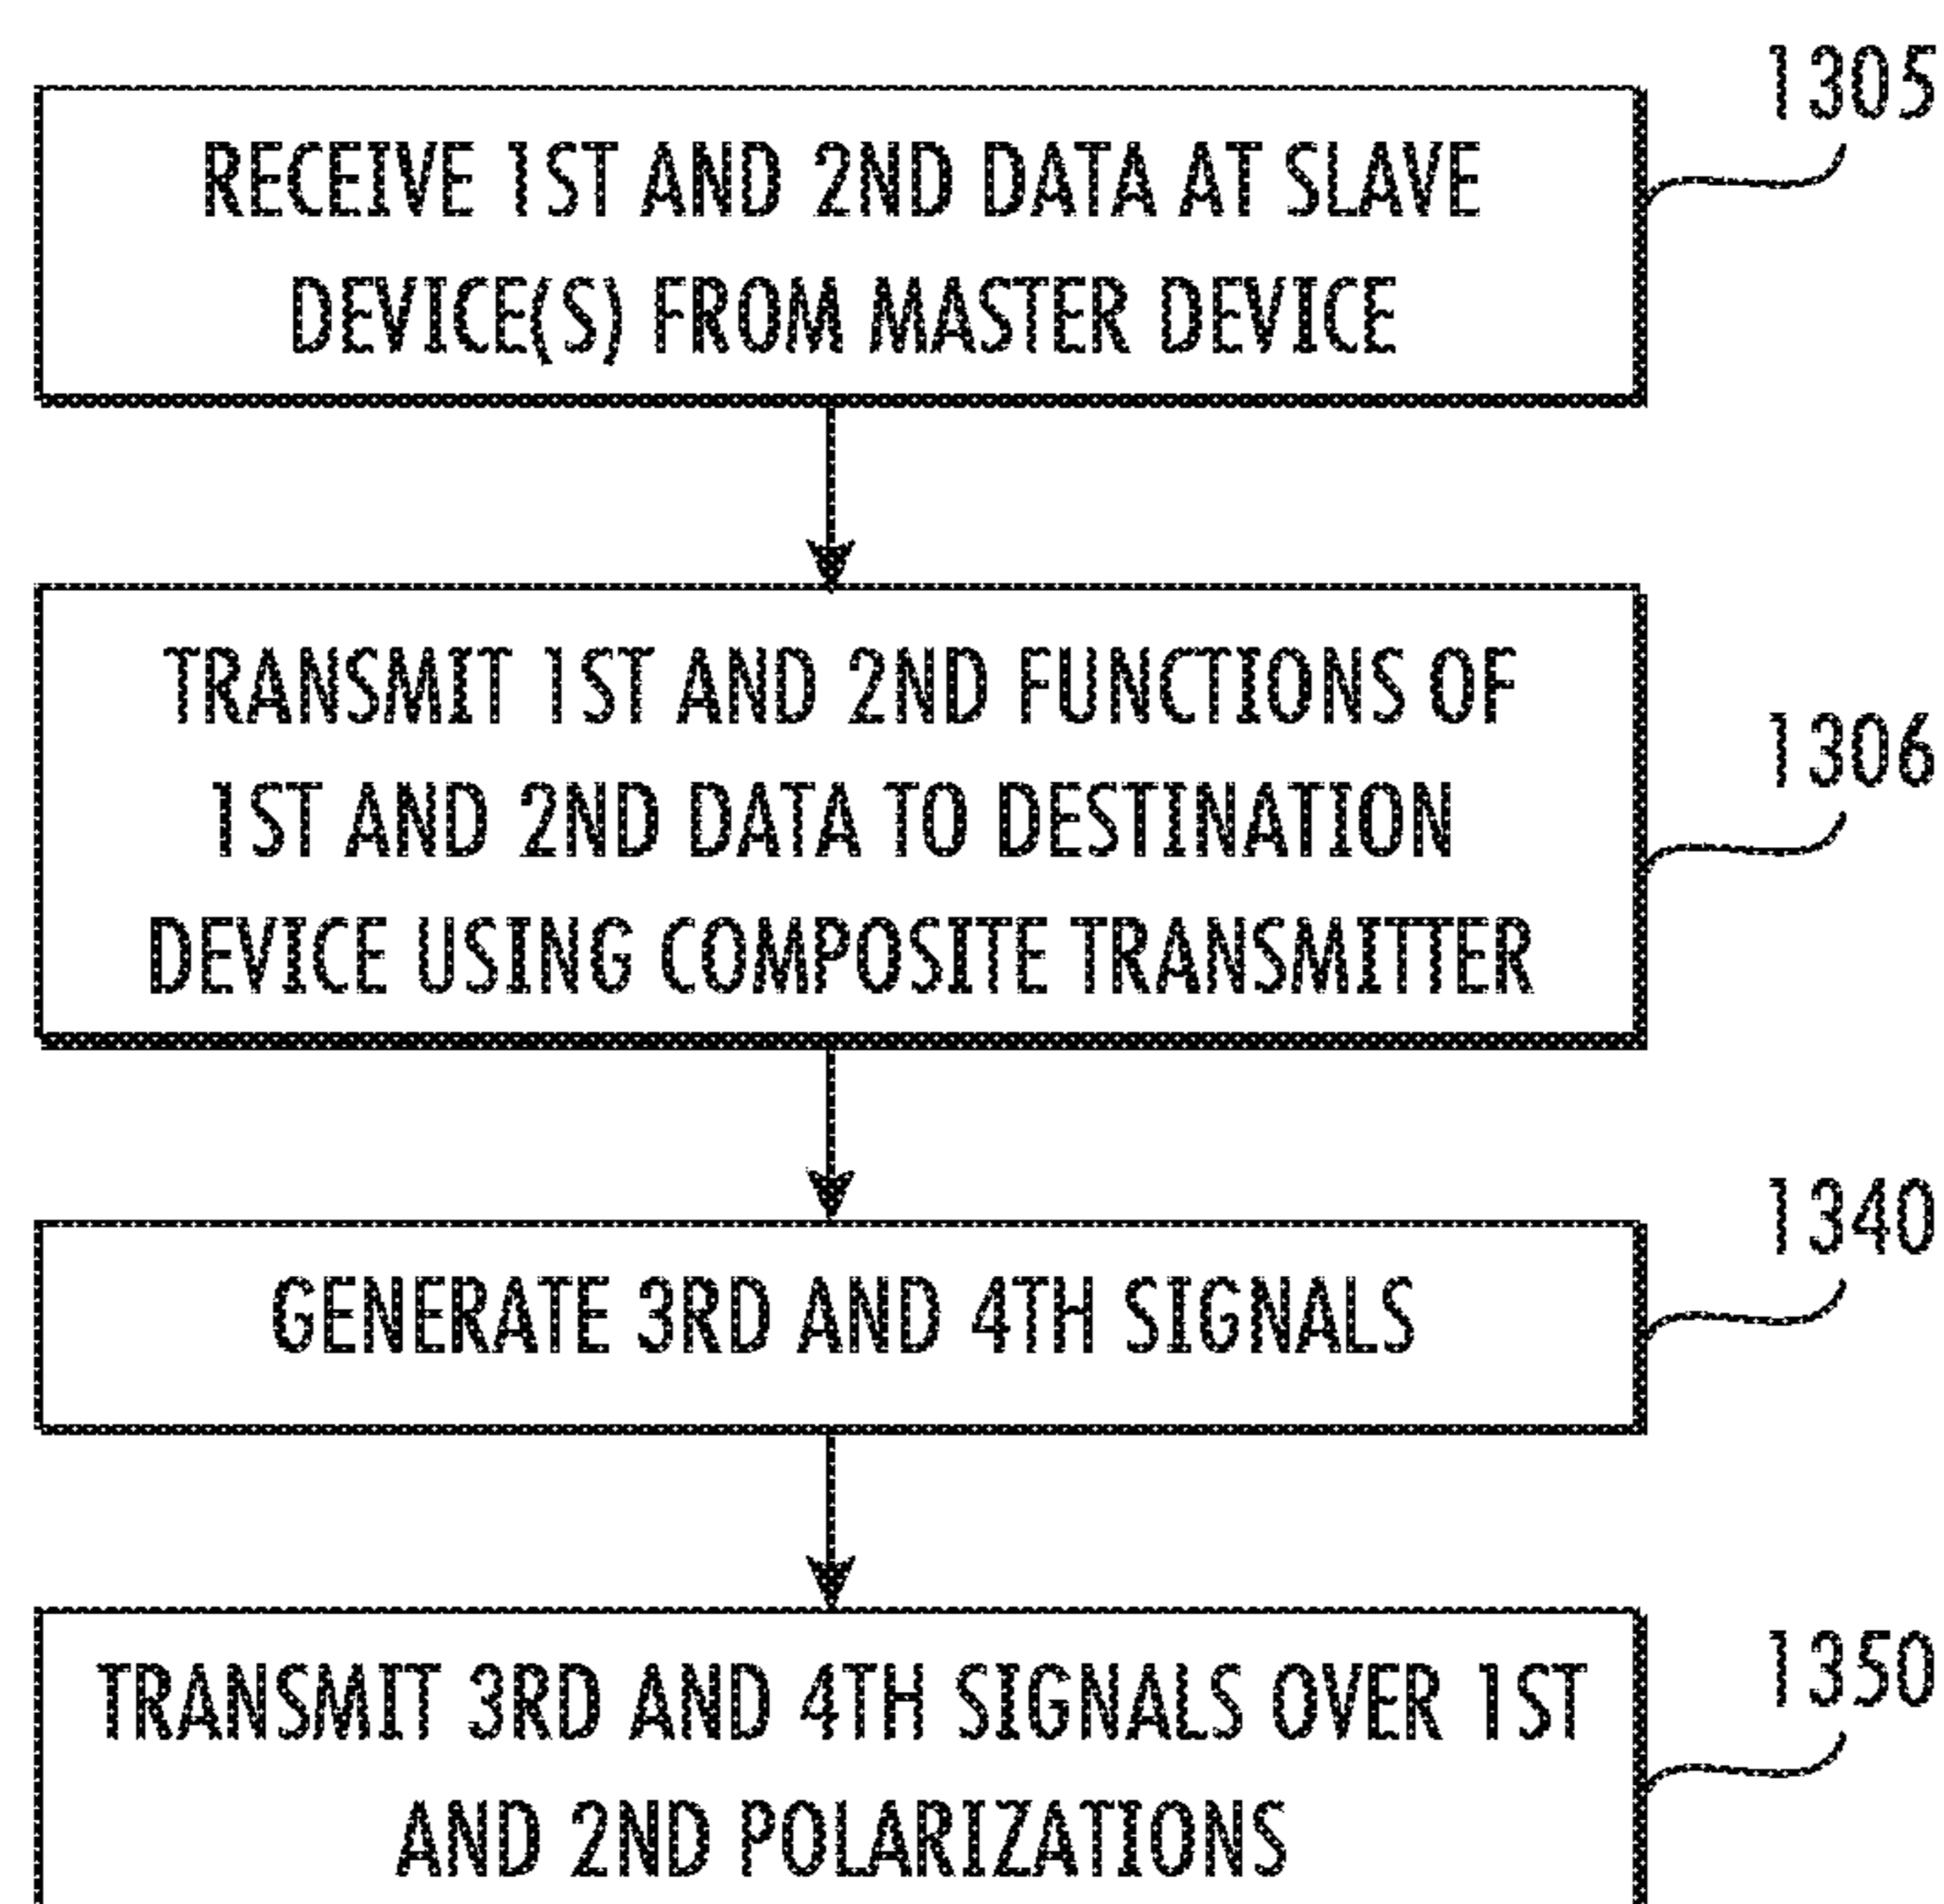 1305
RECEIVE 1ST AND 2ND DATA AT SLAVE
DEVICE(S) FROM MASTER DEVICE
TRANSMIT 1ST AND 2ND FUNCTIONS OF
1ST AND 2ND DATA TO DESTINATION
DEVICE USING COMPOSITE TRANSMITTER
1306
GENERATE 3RD AND 4TH SIGNALS
1340
TRANSMIT 3RD AND 4TH SIGNALS OVER 1ST
AND 2ND POLARIZATIONS
1350